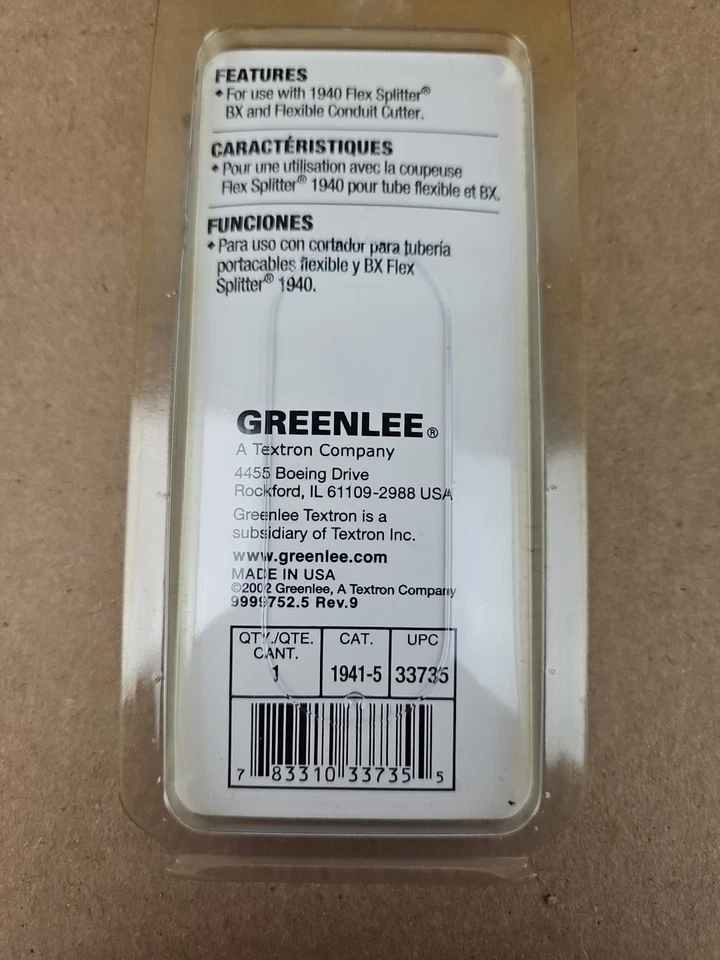 FEATURES
• For use with 1940 Flex Splitter®
BX and Flexible Conduit Cutter.
CARACTÉRISTIQUES
• Pour une utilisation avec la coupeuse
Flex Splitter® 1940 pour tube flexible et BX.
FUNCIONES
• Para uso con cortador para tubería
portacables flexible y BX Flex
Splitter® 1940.
GREENLEE®
A Textron Company
4455 Boeing Drive
Rockford, IL 61109-2988 USA
Greenlee Textron is a
subsidiary of Textron Inc.
www.greenlee.com
MADE IN USA
©2002 Greenlee, A Textron Company
9999752.5 Rev.9
QTY./QTE. CAT. UPC
CANT.
1 1941-5 33735
7 83310 33735 5